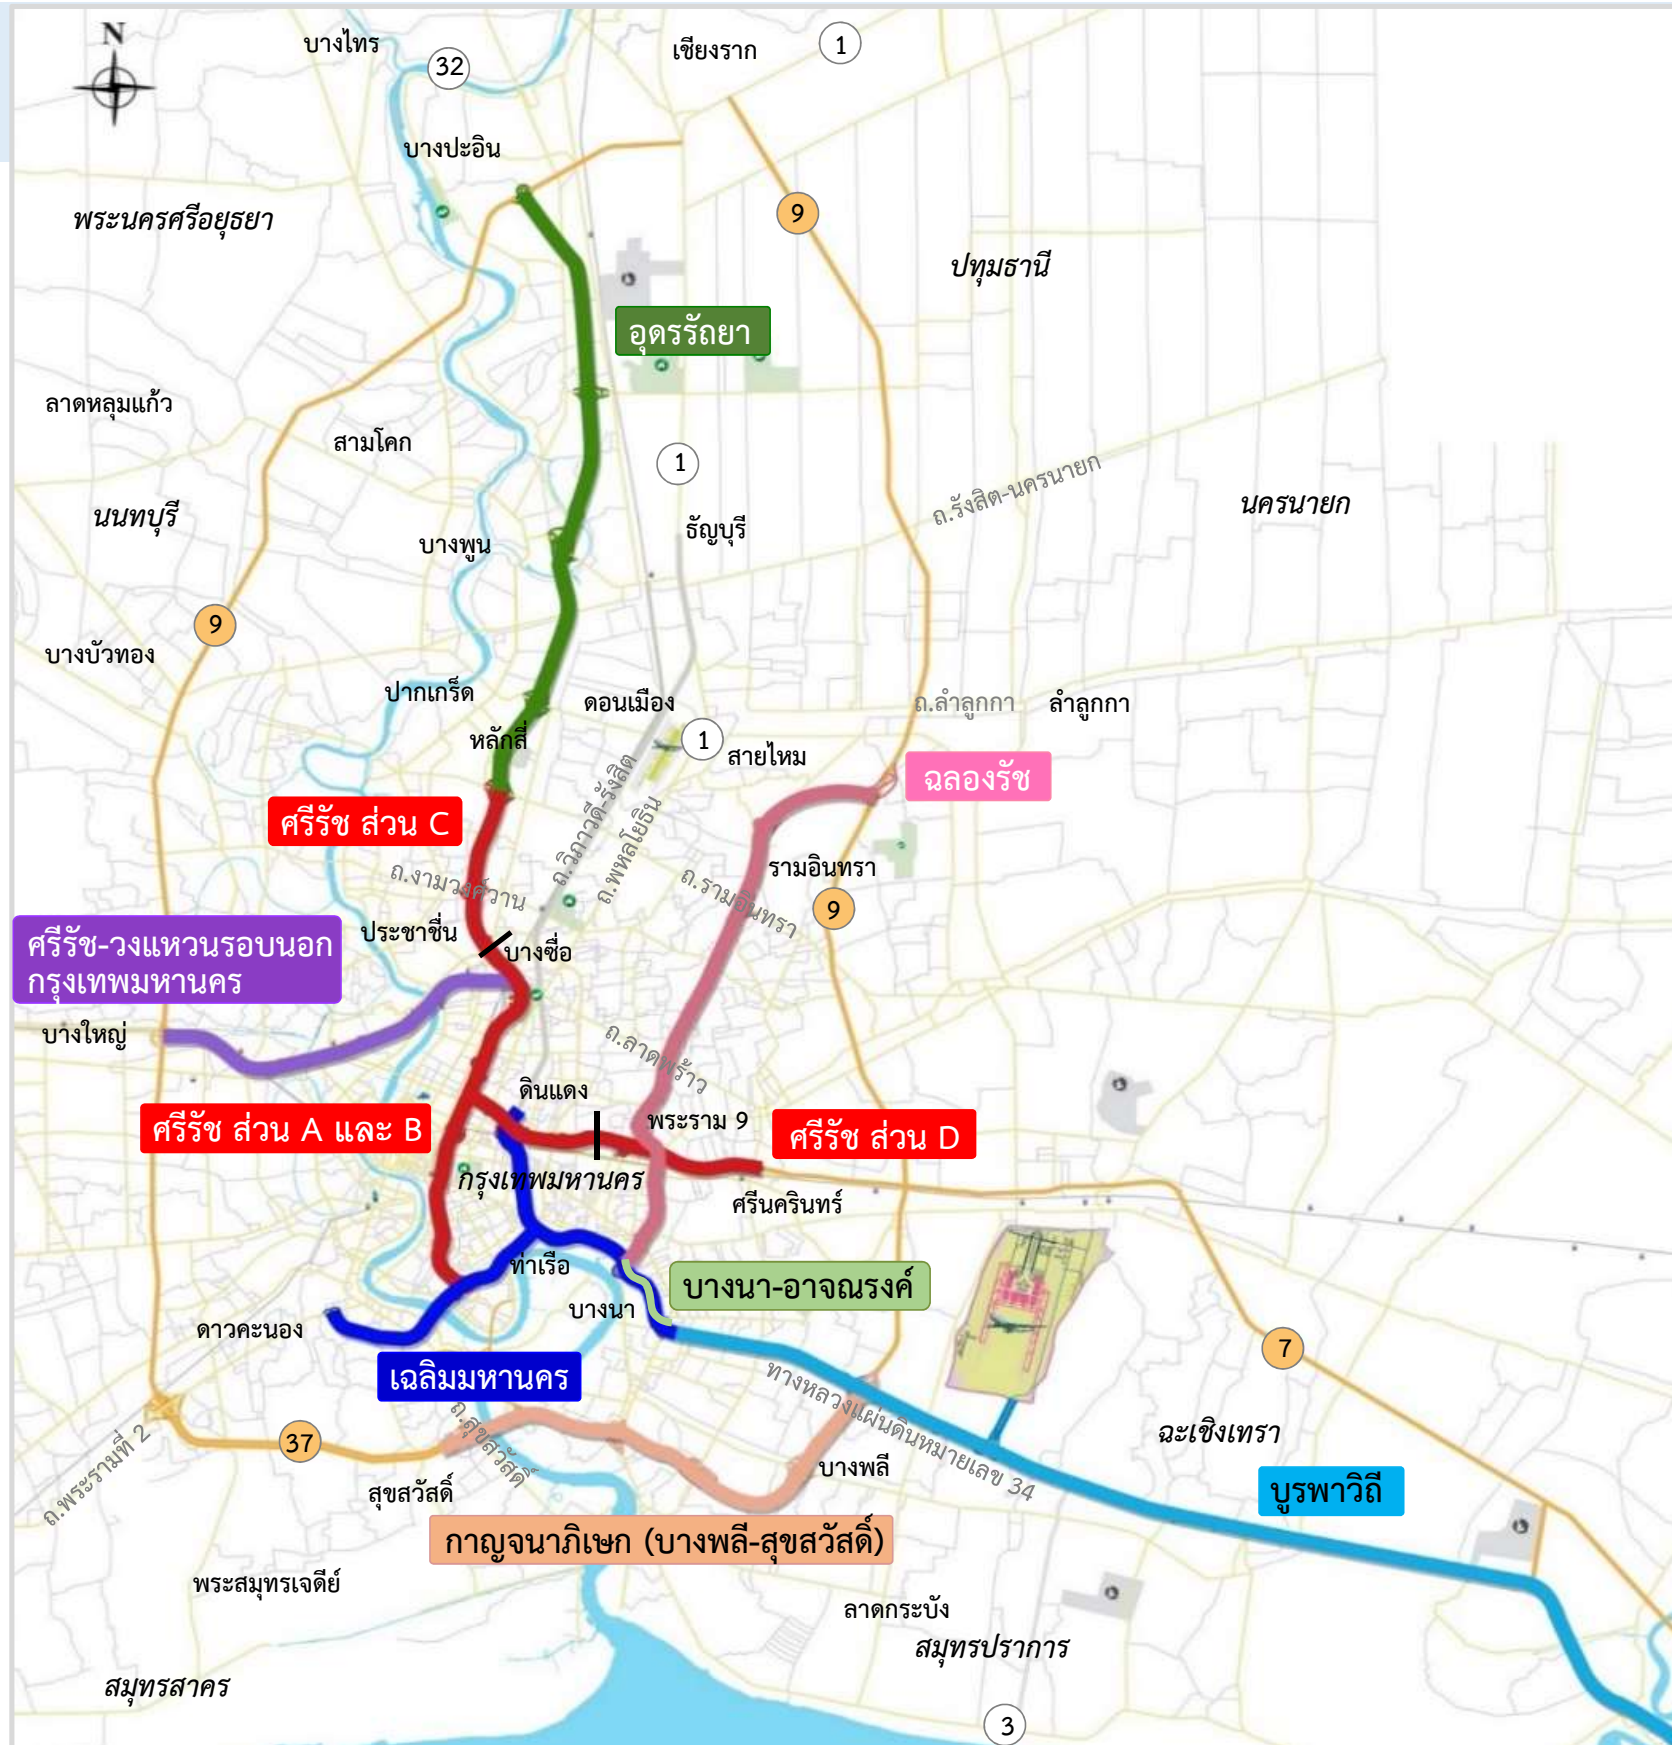 N
บางไทร
32
เชียงราก
1
บางปะอิน
พระนครศรีอยุธยา
9
ปทุมธานี
อุดรรัถยา
ลาดหลุมแก้ว
สามโคก
1
ถ.รังสิต-นครนายก
นครนายก
นนทบุรี
ธัญบุรี
บางพูน
9
บางบัวทอง
ปากเกร็ด
ดอนเมือง
ถ.ลำลูกกา
ลำลูกกา
หลักสี่
1
สายไหม
ฉลองรัช
ศรีรัช ส่วน C
ถ.วิภาวดี-รังสิต
ถ.พหลโยธิน
ถ.งามวงศ์วาน
ถ.รามอินทรา
รามอินทรา
9
ประชาชื่น
บางซื่อ
ศรีรัช-วงแหวนรอบนอก
กรุงเทพมหานคร
บางใหญ่
ถ.ลาดพร้าว
ดินแดง
ศรีรัช ส่วน A และ B
พระราม 9
ศรีรัช ส่วน D
กรุงเทพมหานคร
ศรีนครินทร์
ท่าเรือ
บางนา-อาจณรงค์
บางนา
ดาวคะนอง
7
เฉลิมมหานคร
ทางหลวงแผ่นดินหมายเลข 34
ถ.สุขสวัสดิ์
37
ฉะเชิงเทรา
ถ.พระรามที่ 2
บางพลี
สุขสวัสดิ์
บูรพาวิถี
กาญจนาภิเษก (บางพลี-สุขสวัสดิ์)
พระสมุทรเจดีย์
ลาดกระบัง
สมุทรปราการ
สมุทรสาคร
3